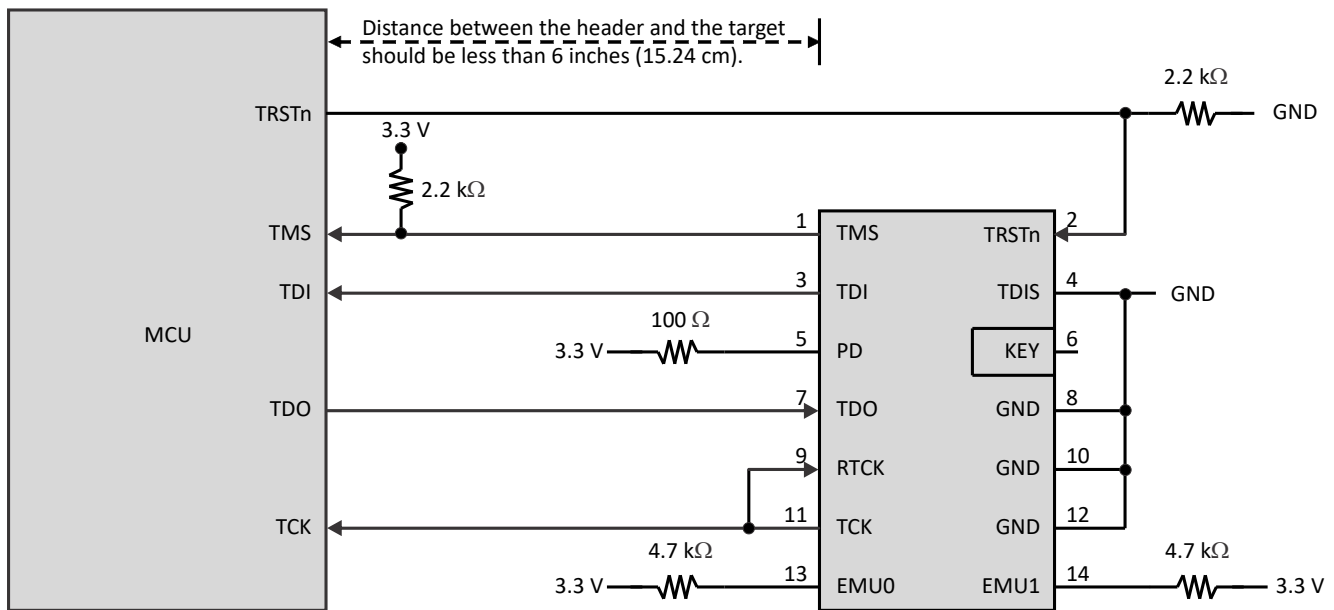 Distance between the header and the target
should be less than 6 inches (15.24 cm).
2.2 kΩ
TRSTn
GND
3.3 V
2.2 kΩ
TMS
1
TMS
TRSTn
2
TDI
3
TDI
TDIS
4
GND
MCU
100 Ω
3.3 V
5
PD
KEY
6
TDO
7
TDO
GND
8
9
RTCK
GND
10
TCK
11
TCK
GND
12
4.7 kΩ
3.3 V
13
EMU0
EMU1
14
4.7 kΩ
3.3 V